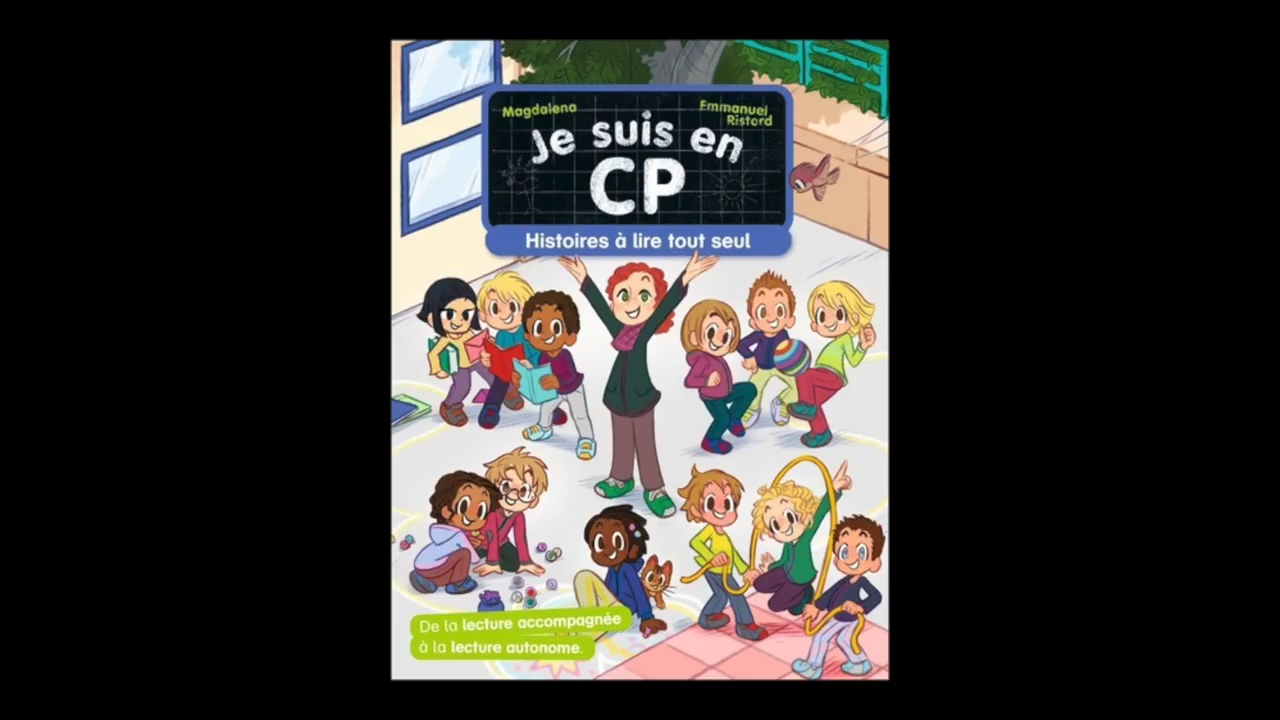 Magdalena
Emmanuel
Ristord
Je suis en
CP
Histoires à lire tout seul
De la lecture accompagnée
à la lecture autonome.